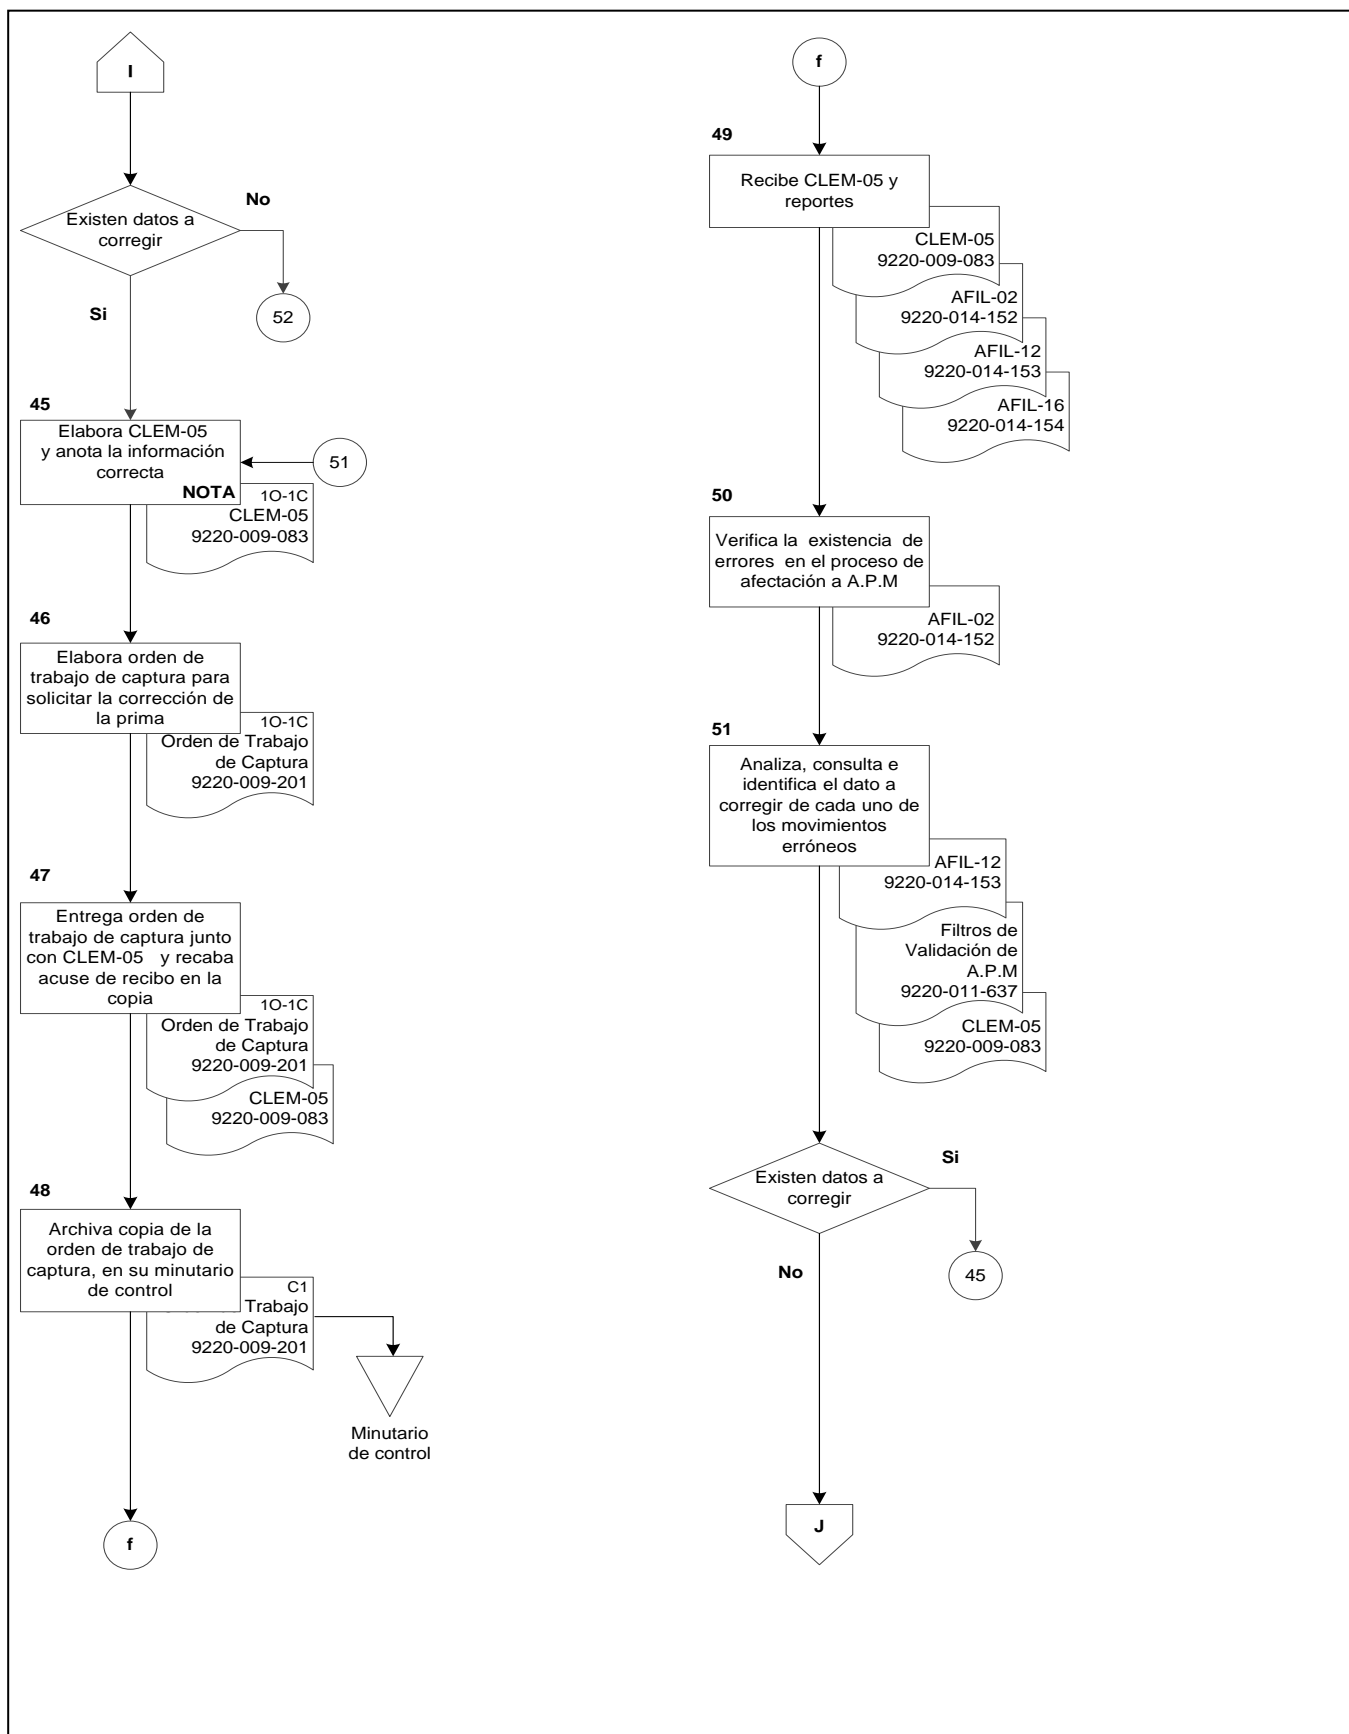 I
Existen datos a
corregir
No
52
Si
45
Elabora CLEM-05
y anota la información
correcta
NOTA
51
1O-1C
CLEM-05
9220-009-083
46
Elabora orden de
trabajo de captura para
solicitar la corrección de
la prima
1O-1C
Orden de Trabajo
de Captura
9220-009-201
47
Entrega orden de
trabajo de captura junto
con CLEM-05 y recaba
acuse de recibo en la
copia
1O-1C
Orden de Trabajo
de Captura
9220-009-201
CLEM-05
9220-009-083
48
Archiva copia de la
orden de trabajo de
captura, en su minutario
de control
C1
Trabajo
de Captura
9220-009-201
Minutario
de control
f
f
49
Recibe CLEM-05 y
reportes
CLEM-05
9220-009-083
AFIL-02
9220-014-152
AFIL-12
9220-014-153
AFIL-16
9220-014-154
50
Verifica la existencia de
errores en el proceso de
afectación a A.P.M
AFIL-02
9220-014-152
51
Analiza, consulta e
identifica el dato a
corregir de cada uno de
los movimientos
erróneos
AFIL-12
9220-014-153
Filtros de
Validación de
A.P.M
9220-011-637
CLEM-05
9220-009-083
Existen datos a
corregir
Si
45
No
J